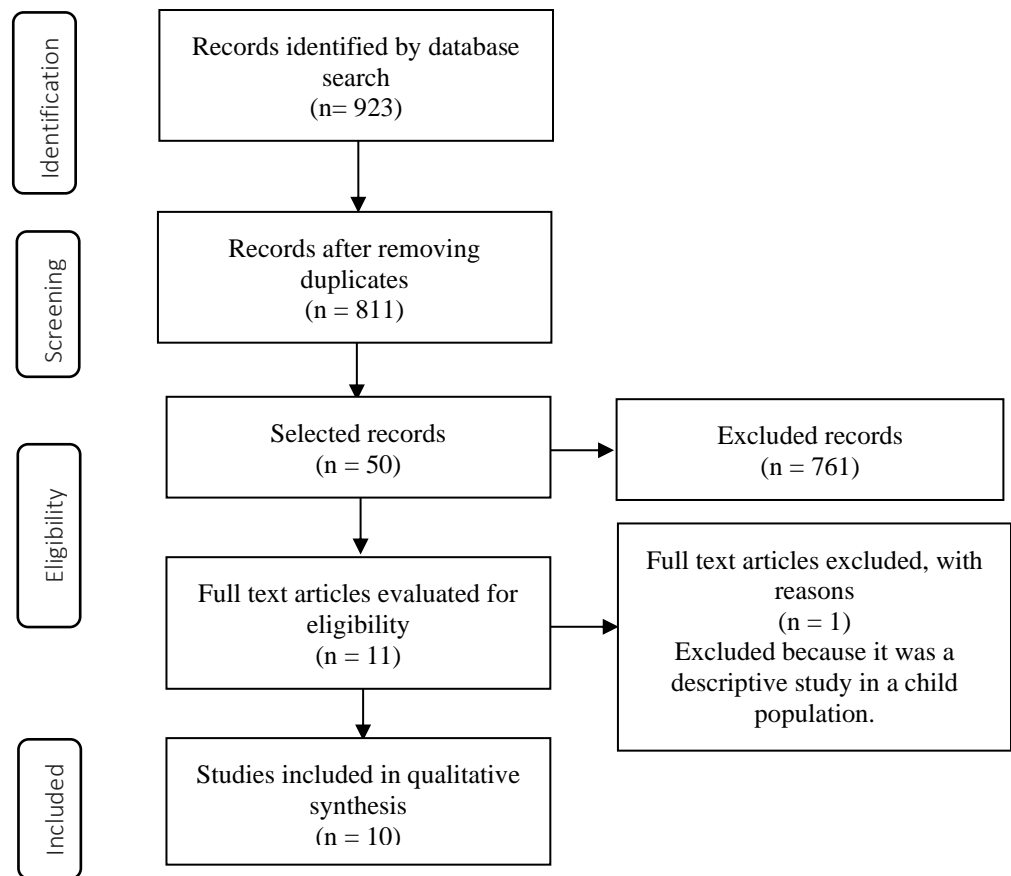 Identification
Records identified by database
search
(n= 923)
Screening
Records after removing
duplicates
(n = 811)
Eligibility
Selected records
(n = 50)
Excluded records
(n = 761)
Full text articles evaluated for
eligibility
(n = 11)
Full text articles excluded, with
reasons
(n = 1)
Excluded because it was a
descriptive study in a child
population.
Included
Studies included in qualitative
synthesis
(n = 10)